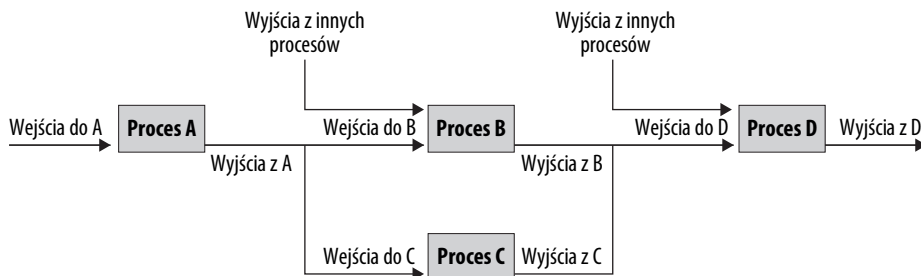 Wyjścia z innych
procesów
Wyjścia z innych
procesów
Wejścia do A
Proces A
Wyjścia z A
Wejścia do B
Proces B
Wyjścia z B
Wejścia do D
Proces D
Wyjścia z D
Wejścia do C
Proces C
Wyjścia z C